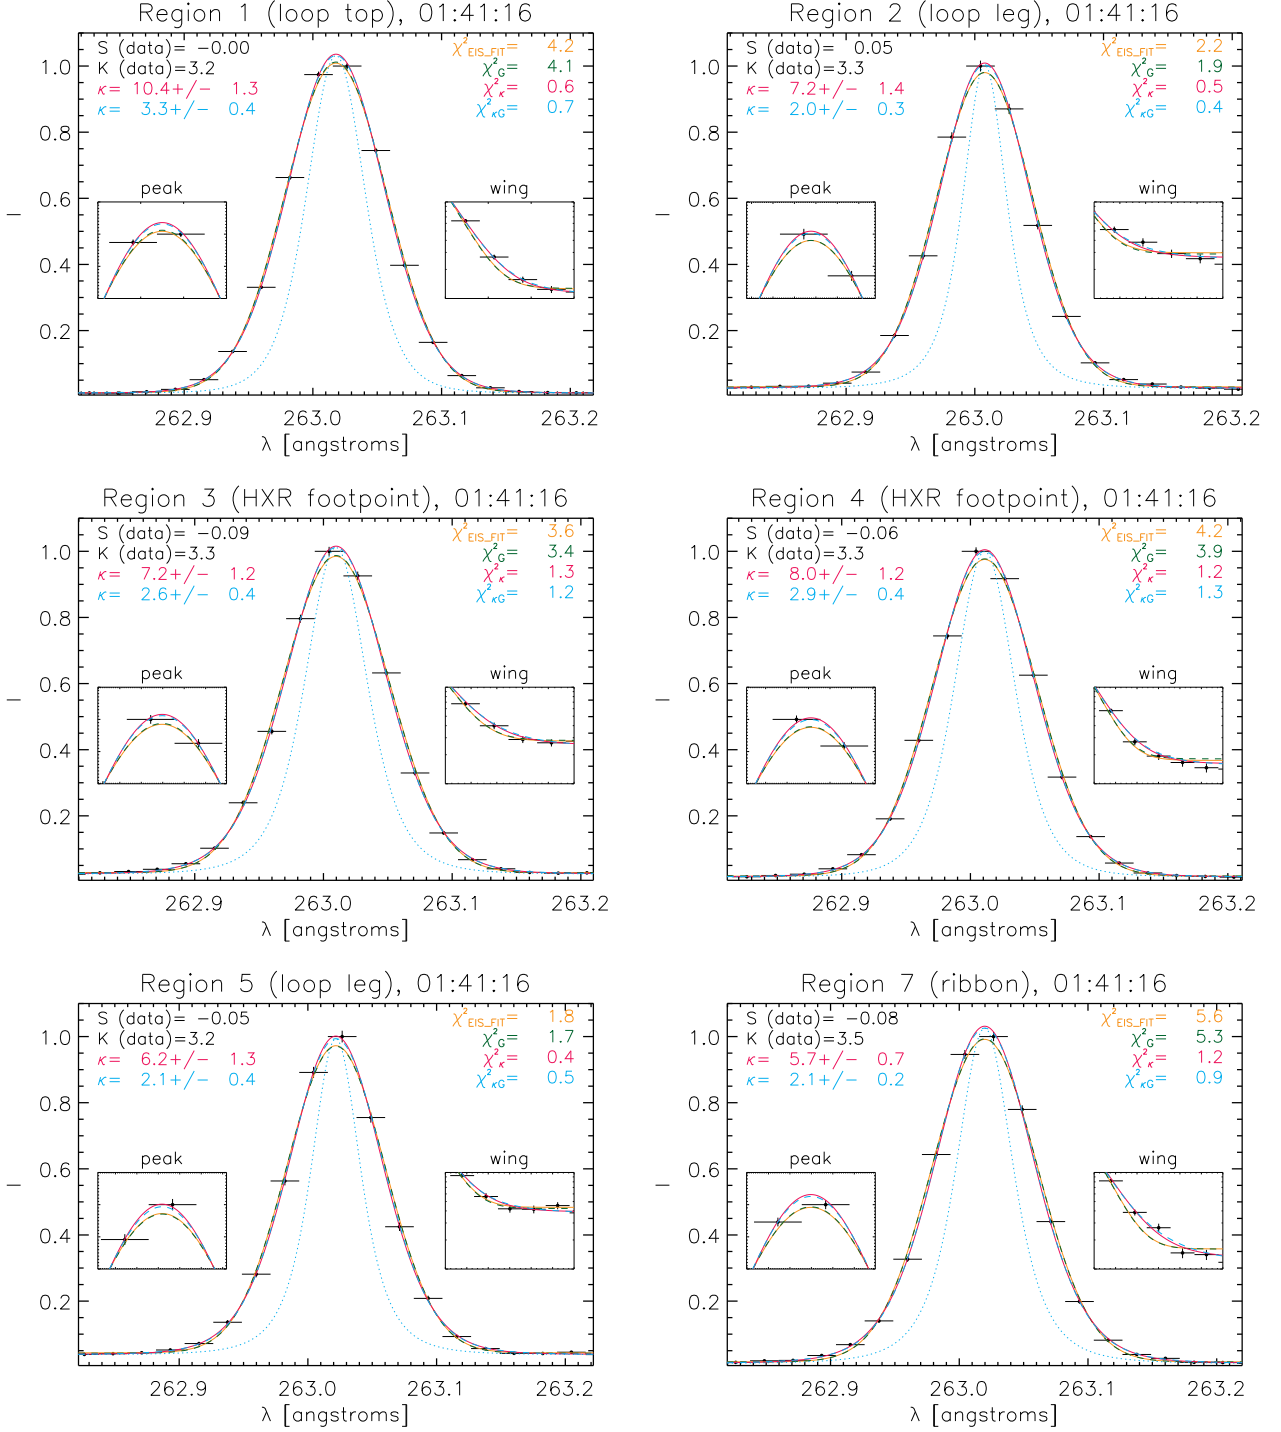 Region 1 (loop top), 01:41:16
S (data)= -0.00
K (data)=3.2
κ= 10.4+/- 1.3
κ= 3.3+/- 0.4
χ²EIS_FIT= 4.2
χ²G= 4.1
χ²κ= 0.6
χ²κG= 0.7
peak
wing
I
1.0
0.8
0.6
0.4
0.2
262.9 263.0 263.1 263.2
λ [angstroms]
Region 2 (loop leg), 01:41:16
S (data)= 0.05
K (data)=3.3
κ= 7.2+/- 1.4
κ= 2.0+/- 0.3
χ²EIS_FIT= 2.2
χ²G= 1.9
χ²κ= 0.5
χ²κG= 0.4
peak
wing
I
1.0
0.8
0.6
0.4
0.2
262.9 263.0 263.1 263.2
λ [angstroms]
Region 3 (HXR footpoint), 01:41:16
S (data)= -0.09
K (data)=3.3
κ= 7.2+/- 1.2
κ= 2.6+/- 0.4
χ²EIS_FIT= 3.6
χ²G= 3.4
χ²κ= 1.3
χ²κG= 1.2
peak
wing
I
1.0
0.8
0.6
0.4
0.2
262.9 263.0 263.1 263.2
λ [angstroms]
Region 4 (HXR footpoint), 01:41:16
S (data)= -0.06
K (data)=3.3
κ= 8.0+/- 1.2
κ= 2.9+/- 0.4
χ²EIS_FIT= 4.2
χ²G= 3.9
χ²κ= 1.2
χ²κG= 1.3
peak
wing
I
1.0
0.8
0.6
0.4
0.2
262.9 263.0 263.1 263.2
λ [angstroms]
Region 5 (loop leg), 01:41:16
S (data)= -0.05
K (data)=3.2
κ= 6.2+/- 1.3
κ= 2.1+/- 0.4
χ²EIS_FIT= 1.8
χ²G= 1.7
χ²κ= 0.4
χ²κG= 0.5
peak
wing
I
1.0
0.8
0.6
0.4
0.2
262.9 263.0 263.1 263.2
λ [angstroms]
Region 7 (ribbon), 01:41:16
S (data)= -0.08
K (data)=3.5
κ= 5.7+/- 0.7
κ= 2.1+/- 0.2
χ²EIS_FIT= 5.6
χ²G= 5.3
χ²κ= 1.2
χ²κG= 0.9
peak
wing
I
1.0
0.8
0.6
0.4
0.2
262.9 263.0 263.1 263.2
λ [angstroms]